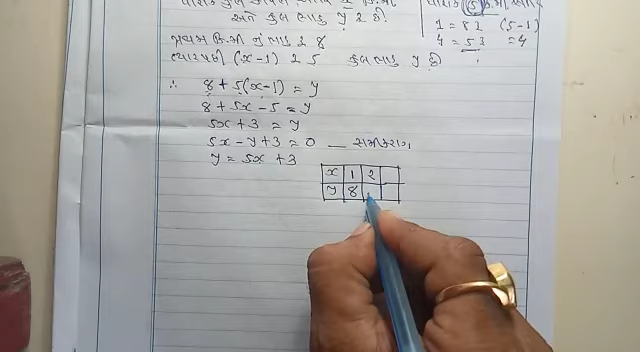 અને કુલ ભાડું y રૂ છે.
પ્રથમ કિ.મી નું ભાડું રૂ 8
ત્યારપછી (x-1) રૂ 5 કુલ ભાડું y છે
∴ 8 + 5(x-1) = y
8 + 5x - 5 = y
5x + 3 = y
5x - y + 3 = 0 — સમીકરણ
y = 5x + 3
x 1 2
y 8
1 = 8 રૂ (5-1)
4 = 5 રૂ = 4